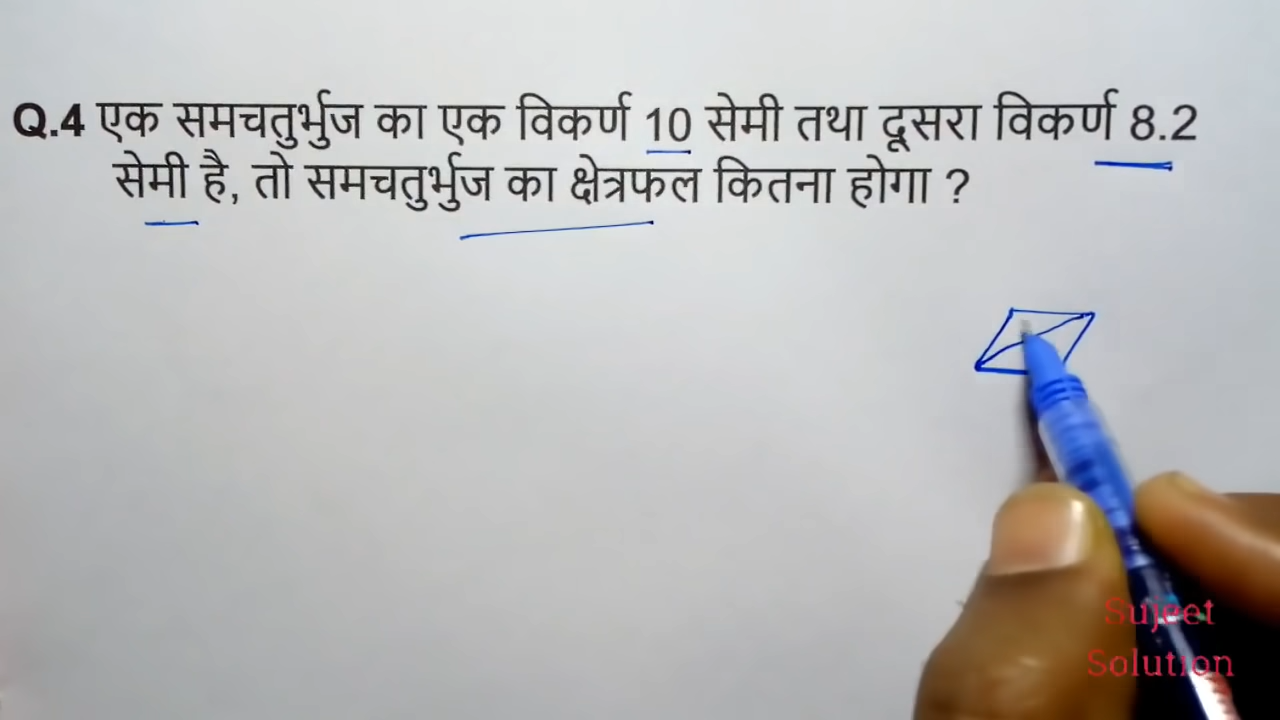 Q.4 एक समचतुर्भुज का एक विकर्ण 10 सेमी तथा दूसरा विकर्ण 8.2
सेमी है, तो समचतुर्भुज का क्षेत्रफल कितना होगा ?
Sujeet
Solution